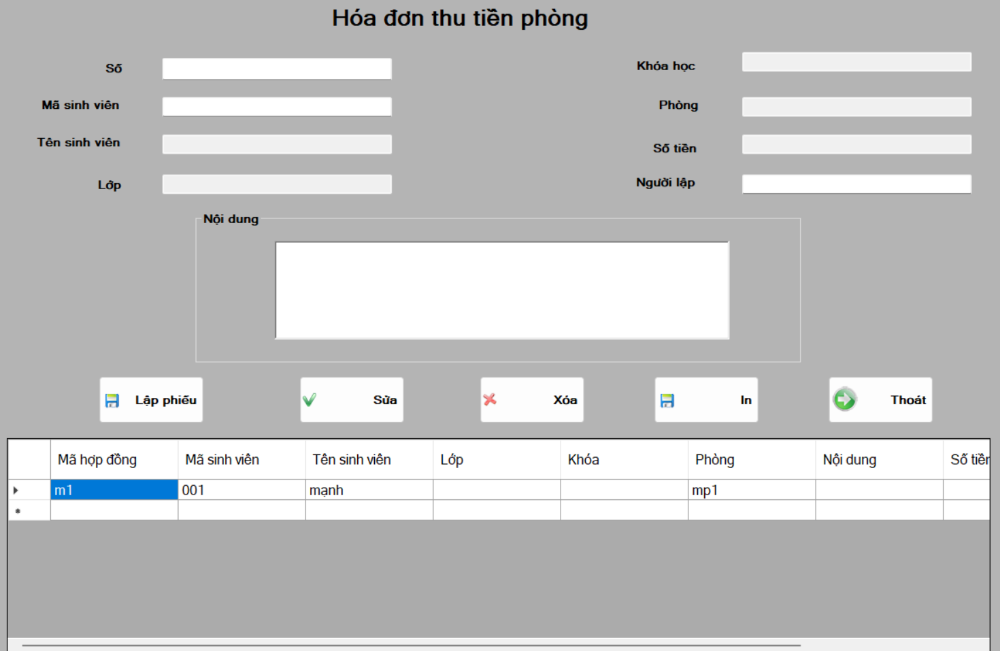 Hóa đơn thu tiền phòng
Số
Khóa học
Mã sinh viên
Phòng
Tên sinh viên
Số tiền
Lớp
Người lập
Nội dung
Lập phiếu
Sửa
Xóa
In
Thoát
Mã hợp đồng Mã sinh viên Tên sinh viên Lớp Khóa Phòng Nội dung Số tiền
m1 001 mạnh mp1